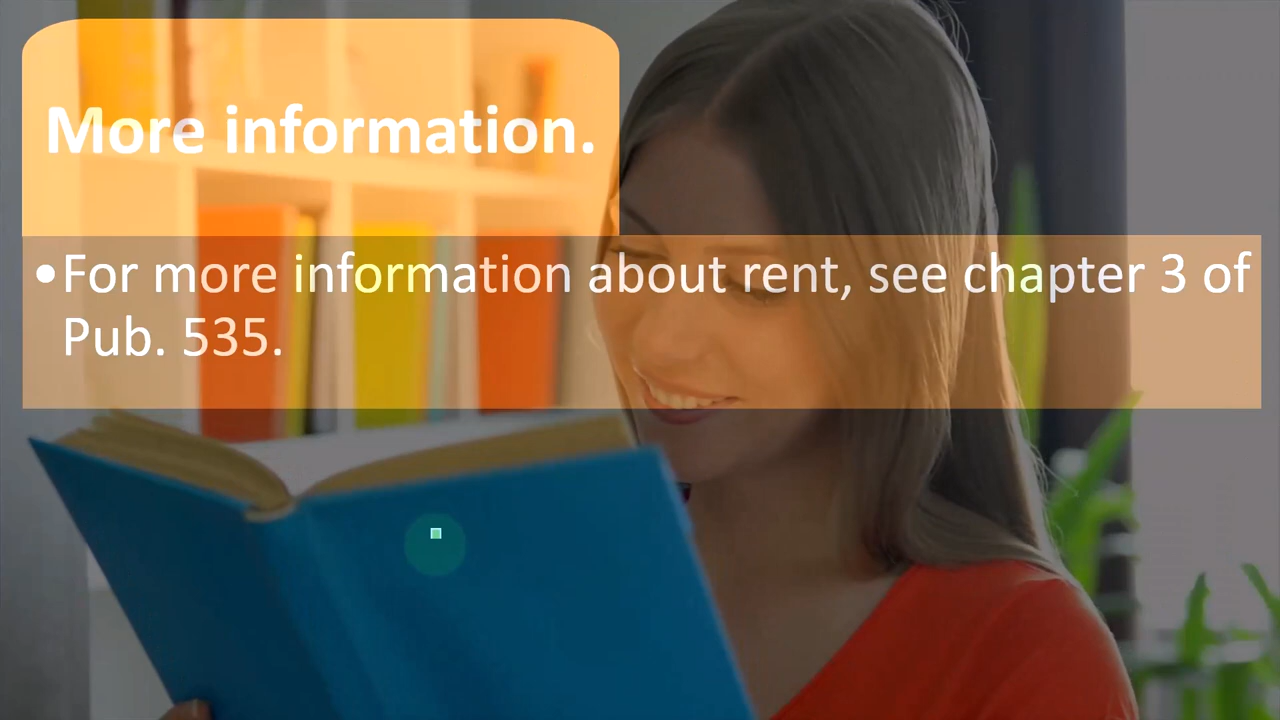 More information.
•For more information about rent, see chapter 3 of
Pub. 535.